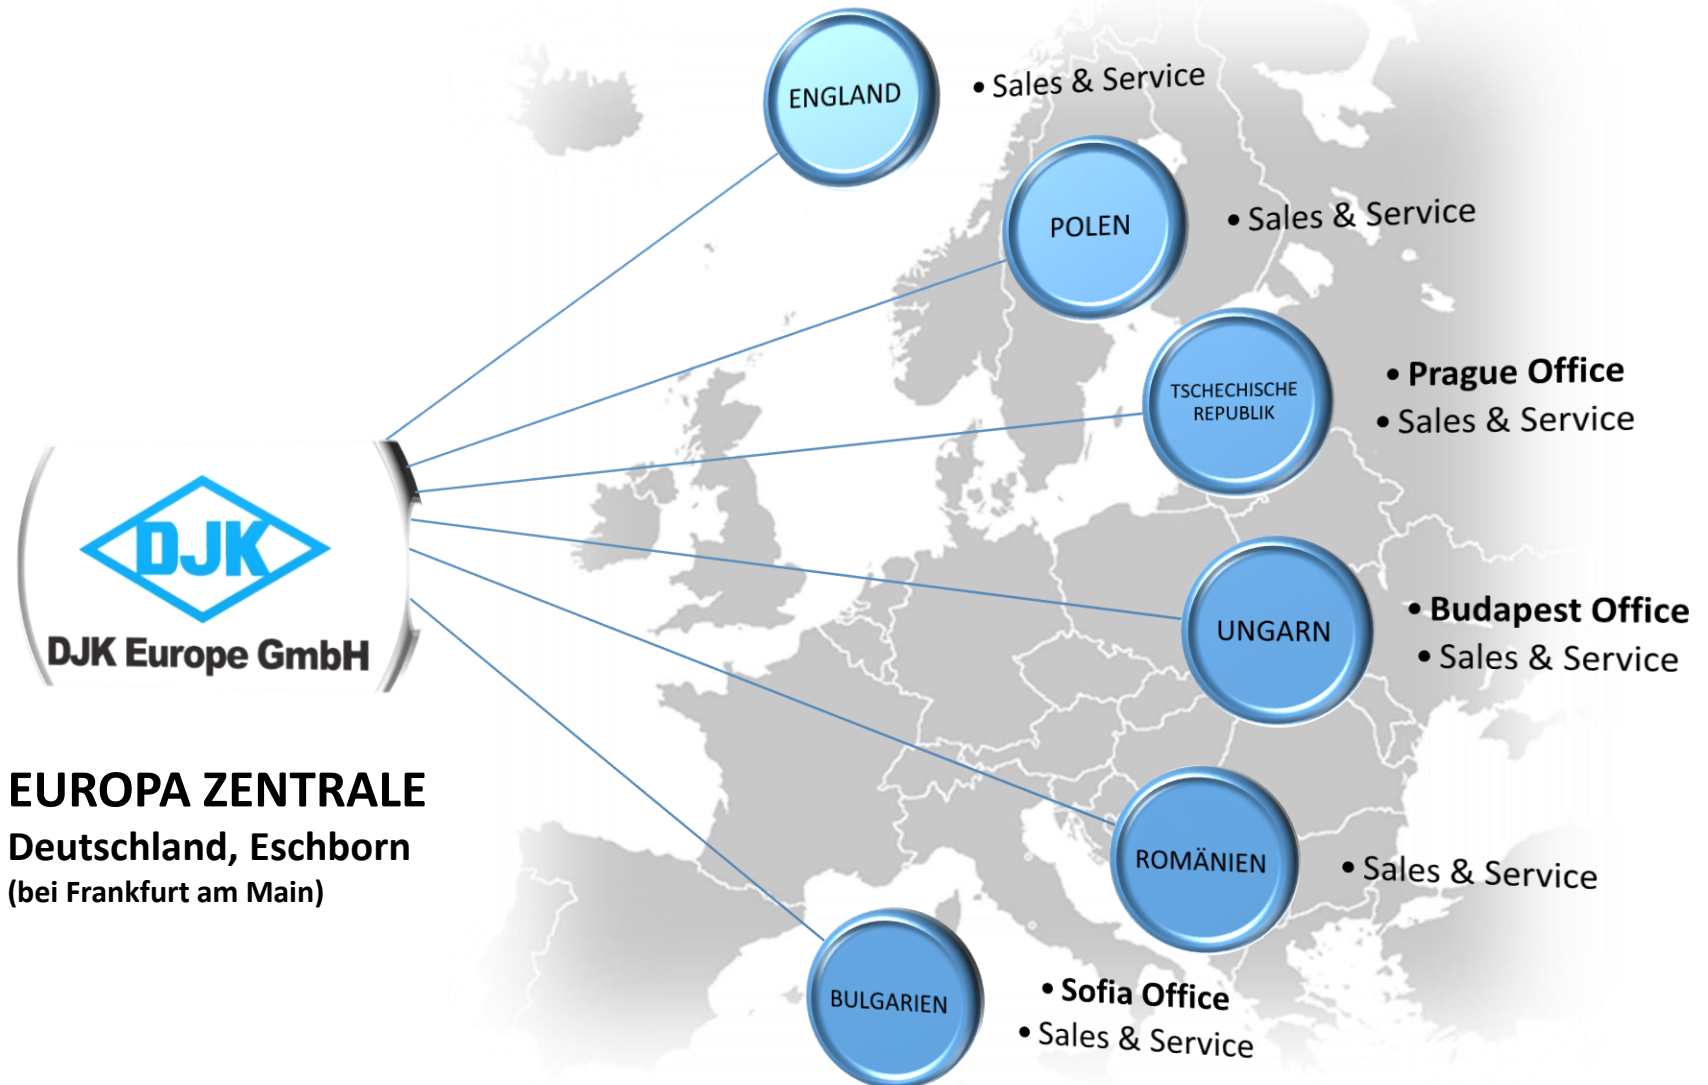 ENGLAND
• Sales & Service
POLEN
• Sales & Service
TSCHECHISCHE
REPUBLIK
• Prague Office
• Sales & Service
DJK
DJK Europe GmbH
UNGARN
• Budapest Office
• Sales & Service
EUROPA ZENTRALE
Deutschland, Eschborn
(bei Frankfurt am Main)
ROMÄNIEN
• Sales & Service
BULGARIEN
• Sofia Office
• Sales & Service